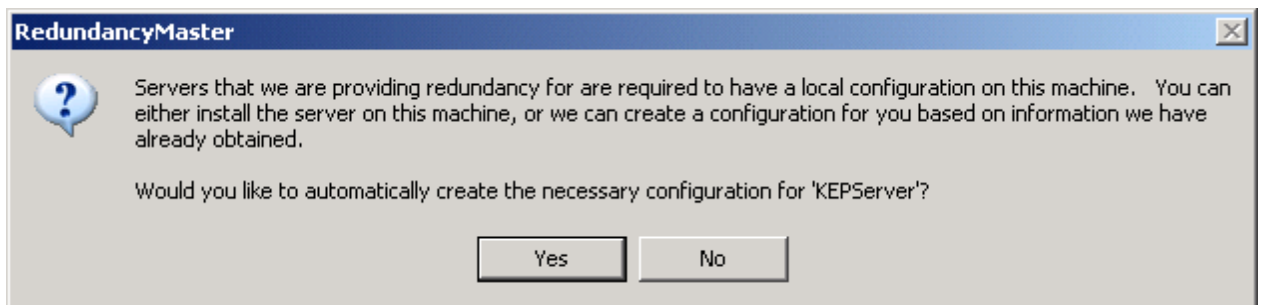 RedundancyMaster
Servers that we are providing redundancy for are required to have a local configuration on this machine. You can
either install the server on this machine, or we can create a configuration for you based on information we have
already obtained.
Would you like to automatically create the necessary configuration for 'KEPServer'?
Yes No